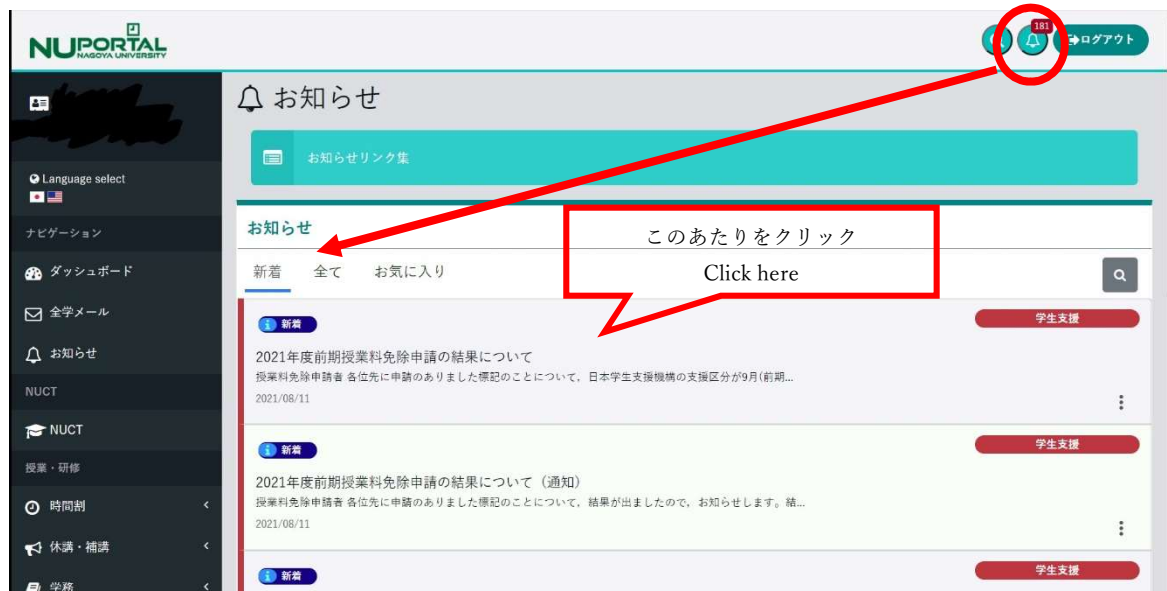 NUPORTAL
NAGOYA UNIVERSITY
181
ログアウト
お知らせ
お知らせリンク集
Language select
ナビゲーション
お知らせ
このあたりをクリック
Click here
新着 全て お気に入り
ダッシュボード
全学メール
お知らせ
NUCT
NUCT
授業・研修
時間割
休講・補講
学務
新着
学生支援
2021年度前期授業料免除申請の結果について
授業料免除申請者 各位先に申請のありました標記のことについて，日本学生支援機構の支援区分が9月(前期...
2021/08/11
新着
学生支援
2021年度前期授業料免除申請の結果について（通知）
授業料免除申請者 各位先に申請のありました標記のことについて，結果が出ましたので，お知らせします。結...
2021/08/11
新着
学生支援